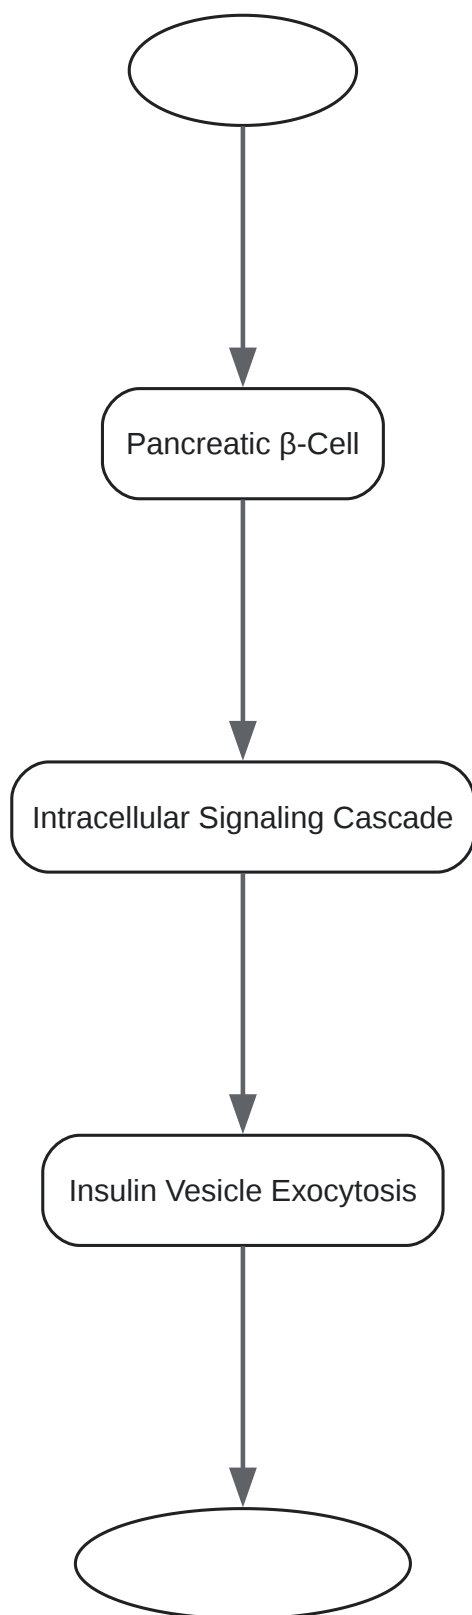 Pancreatic β-Cell
Intracellular Signaling Cascade
Insulin Vesicle Exocytosis